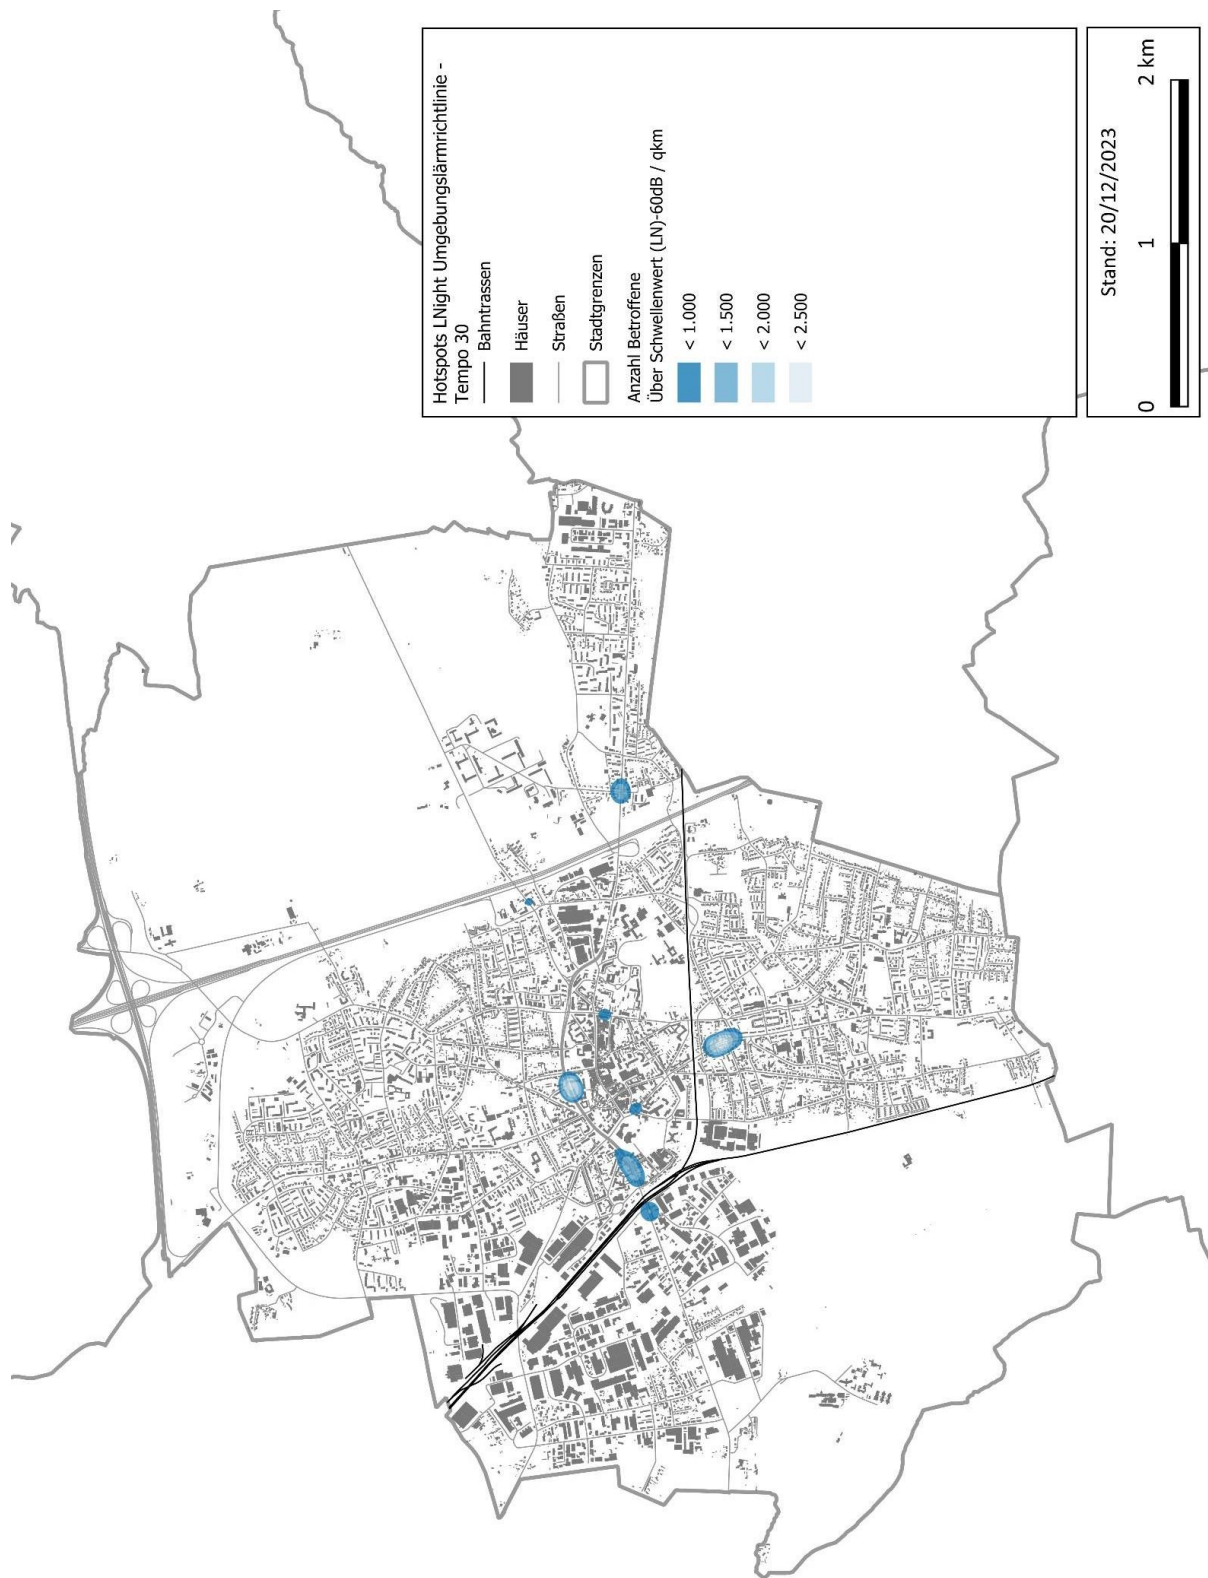 Hotspots LNight Umgebungslärmrichtlinie -
Tempo 30
Bahntrassen
Häuser
Straßen
Stadtgrenzen
Anzahl Betroffene
Über Schwellenwert (LN)-60dB / qkm
< 1.000
< 1.500
< 2.000
< 2.500
Stand: 20/12/2023
0 1 2 km